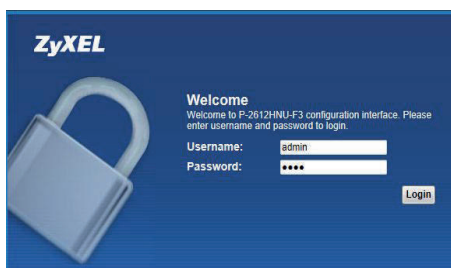 ZyXEL
Welcome
Welcome to P-2612HNU-F3 configuration interface. Please
enter username and password to login.
Username: admin
Password: ••••
Login